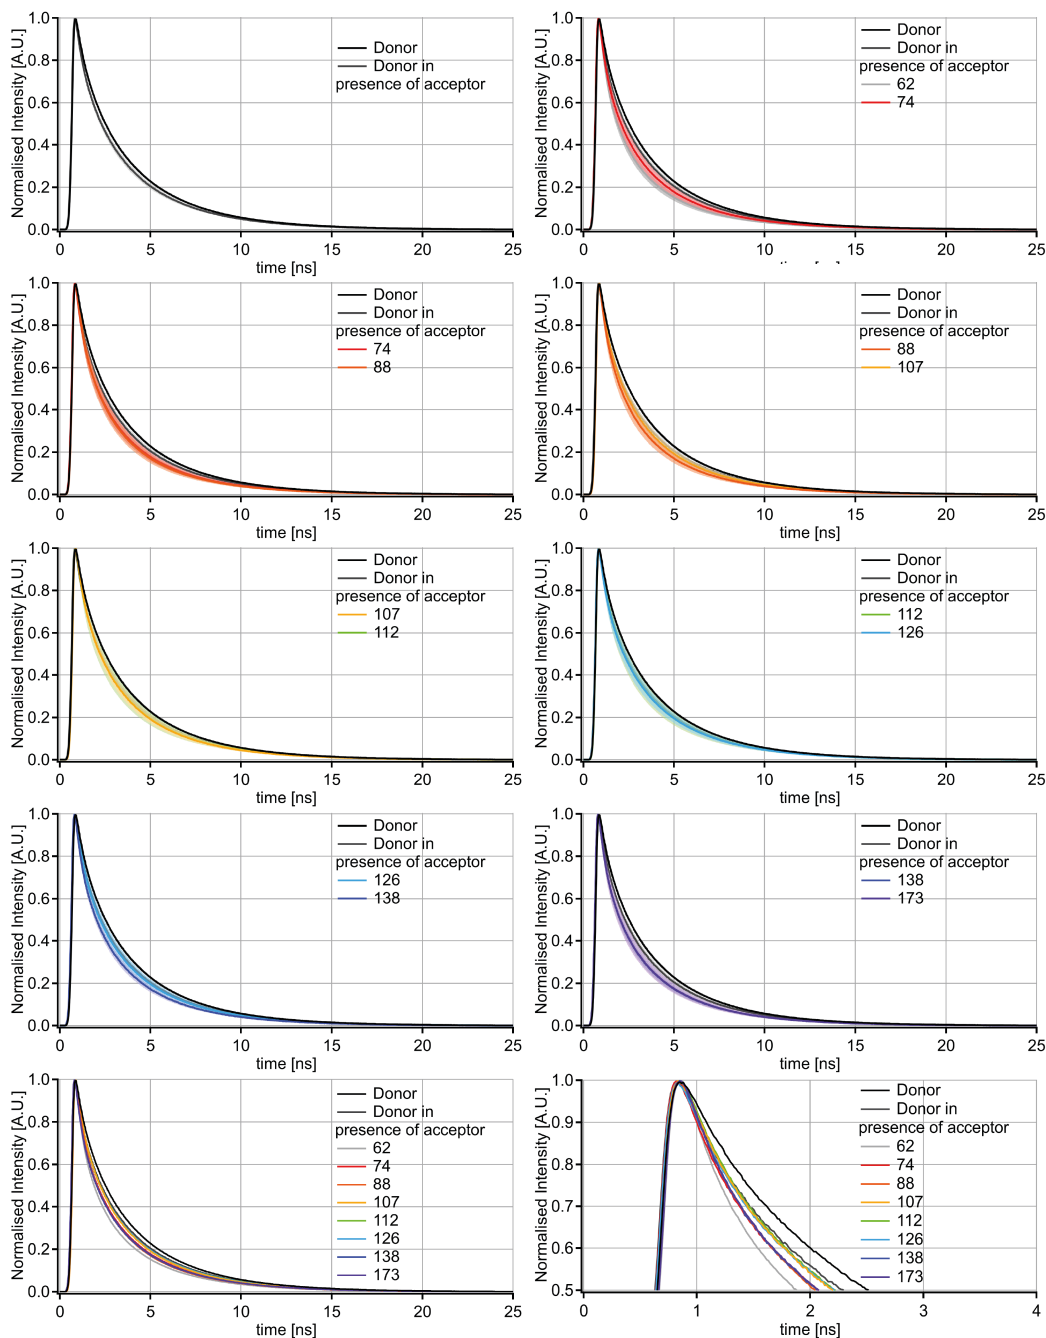 Normalised Intensity [A.U.]
1.0
0.8
0.6
0.4
0.2
0.0
Donor
Donor in
presence of acceptor
0 5 10 15 20 25
time [ns]
Normalised Intensity [A.U.]
1.0
0.8
0.6
0.4
0.2
0.0
Donor
Donor in
presence of acceptor
62
74
0 5 10 15 20 25
Normalised Intensity [A.U.]
1.0
0.8
0.6
0.4
0.2
0.0
Donor
Donor in
presence of acceptor
74
88
0 5 10 15 20 25
time [ns]
Normalised Intensity [A.U.]
1.0
0.8
0.6
0.4
0.2
0.0
Donor
Donor in
presence of acceptor
88
107
0 5 10 15 20 25
time [ns]
Normalised Intensity [A.U.]
1.0
0.8
0.6
0.4
0.2
0.0
Donor
Donor in
presence of acceptor
107
112
0 5 10 15 20 25
time [ns]
Normalised Intensity [A.U.]
1.0
0.8
0.6
0.4
0.2
0.0
Donor
Donor in
presence of acceptor
112
126
0 5 10 15 20 25
time [ns]
Normalised Intensity [A.U.]
1.0
0.8
0.6
0.4
0.2
0.0
Donor
Donor in
presence of acceptor
126
138
0 5 10 15 20 25
time [ns]
Normalised Intensity [A.U.]
1.0
0.8
0.6
0.4
0.2
0.0
Donor
Donor in
presence of acceptor
138
173
0 5 10 15 20 25
time [ns]
Normalised Intensity [A.U.]
1.0
0.8
0.6
0.4
0.2
0.0
Donor
Donor in
presence of acceptor
62
74
88
107
112
126
138
173
0 5 10 15 20 25
time [ns]
Normalised Intensity [A.U.]
1.0
0.9
0.8
0.7
0.6
0.5
Donor
Donor in
presence of acceptor
62
74
88
107
112
126
138
173
0 1 2 3 4
time [ns]